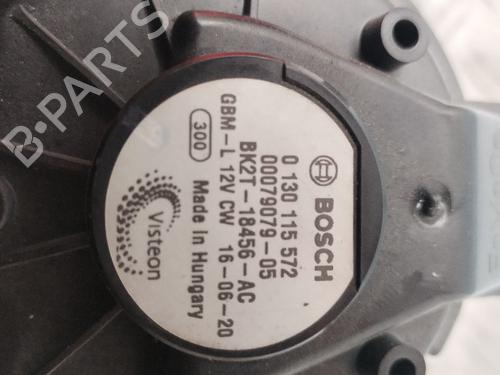 BOSCH
0 130 115 572
00079079-05
BK2T-18456-AC
GBM-L 12V CW 16-06-20
300 Made in Hungary
Visteon
B-PARTS